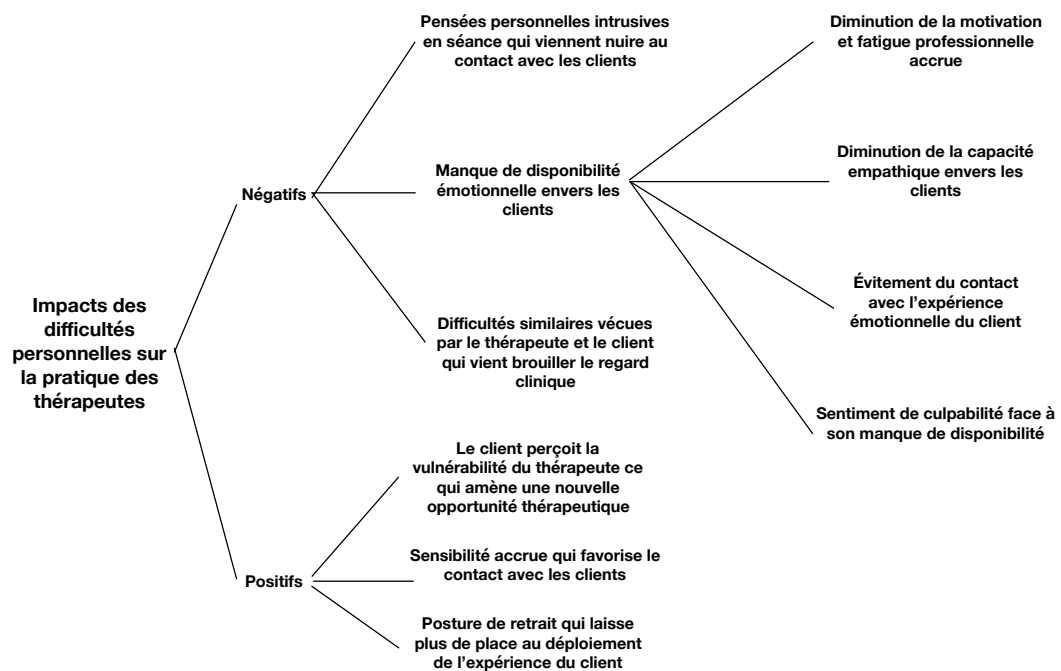 Impacts des
difficultés
personnelles sur
la pratique des
thérapeutes
Négatifs
Pensées personnelles intrusives
en séance qui viennent nuire au
contact avec les clients
Manque de disponibilité
émotionnelle envers les
clients
Diminution de la motivation
et fatigue professionnelle
accrue
Diminution de la capacité
empathique envers les
clients
Évitement du contact
avec l’expérience
émotionnelle du client
Sentiment de culpabilité face à
son manque de disponibilité
Difficultés similaires vécues
par le thérapeute et le client
qui vient brouiller le regard
clinique
Positifs
Le client perçoit la
vulnérabilité du thérapeute ce
qui amène une nouvelle
opportunité thérapeutique
Sensibilité accrue qui favorise le
contact avec les clients
Posture de retrait qui laisse
plus de place au déploiement
de l’expérience du client